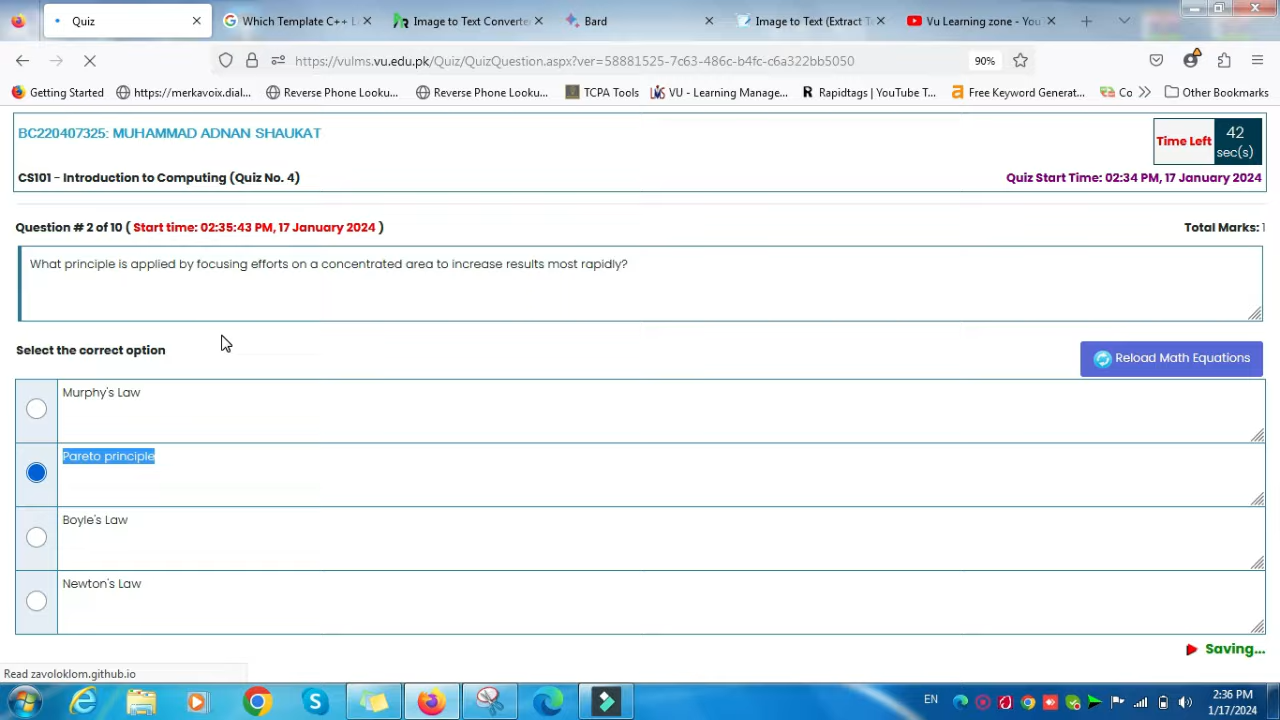 Quiz
Which Template C++ L
Image to Text Converte
Bard
Image to Text (Extract T
Vu Learning zone - You
https://vulms.vu.edu.pk/Quiz/QuizQuestion.aspx?ver=58881525-7c63-486c-b4fc-c6a322bb5050
90%
Getting Started
https://merkavoix.dial...
Reverse Phone Looku...
Reverse Phone Looku...
TCPA Tools
VU - Learning Manage...
Rapidtags | YouTube T...
Free Keyword Generat...
Co
Other Bookmarks
BC220407325: MUHAMMAD ADNAN SHAUKAT
Time Left
42
sec(s)
CS101 - Introduction to Computing (Quiz No. 4)
Quiz Start Time: 02:34 PM, 17 January 2024
Question # 2 of 10 ( Start time: 02:35:43 PM, 17 January 2024 )
Total Marks: 1
What principle is applied by focusing efforts on a concentrated area to increase results most rapidly?
Select the correct option
Reload Math Equations
Murphy's Law
Pareto principle
Boyle's Law
Newton's Law
Saving...
Read zavoloklom.github.io
EN
2:36 PM
1/17/2024